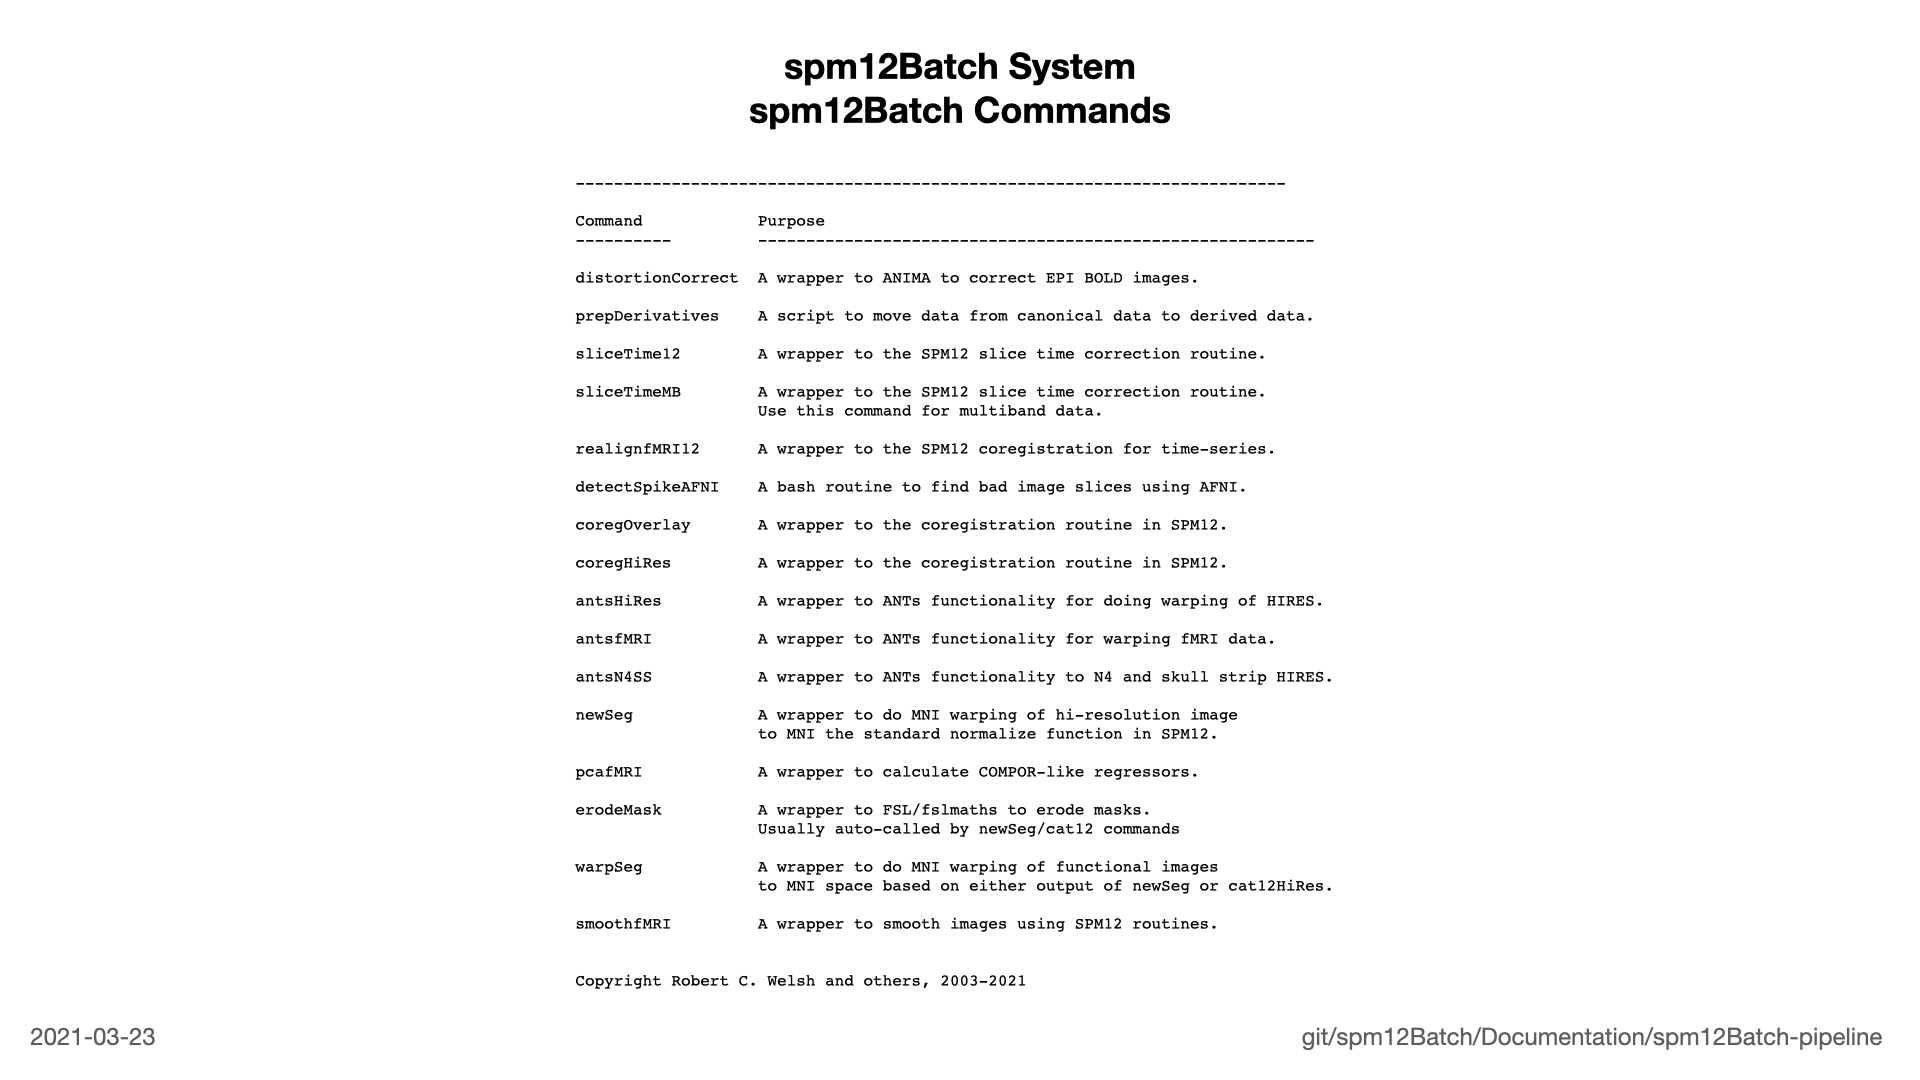 spm12Batch System
spm12Batch Commands
--------------------------------------------------------------------------
Command Purpose
---------- ----------------------------------------------------------
distortionCorrect A wrapper to ANIMA to correct EPI BOLD images.
prepDerivatives A script to move data from canonical data to derived data.
sliceTime12 A wrapper to the SPM12 slice time correction routine.
sliceTimeMB A wrapper to the SPM12 slice time correction routine.
Use this command for multiband data.
realignfMRI12 A wrapper to the SPM12 coregistration for time-series.
detectSpikeAFNI A bash routine to find bad image slices using AFNI.
coregOverlay A wrapper to the coregistration routine in SPM12.
coregHiRes A wrapper to the coregistration routine in SPM12.
antsHiRes A wrapper to ANTs functionality for doing warping of HIRES.
antsfMRI A wrapper to ANTs functionality for warping fMRI data.
antsN4SS A wrapper to ANTs functionality to N4 and skull strip HIRES.
newSeg A wrapper to do MNI warping of hi-resolution image
to MNI the standard normalize function in SPM12.
pcafMRI A wrapper to calculate COMPOR-like regressors.
erodeMask A wrapper to FSL/fslmaths to erode masks.
Usually auto-called by newSeg/cat12 commands
warpSeg A wrapper to do MNI warping of functional images
to MNI space based on either output of newSeg or cat12HiRes.
smoothfMRI A wrapper to smooth images using SPM12 routines.
Copyright Robert C. Welsh and others, 2003-2021
2021-03-23 git/spm12Batch/Documentation/spm12Batch-pipeline